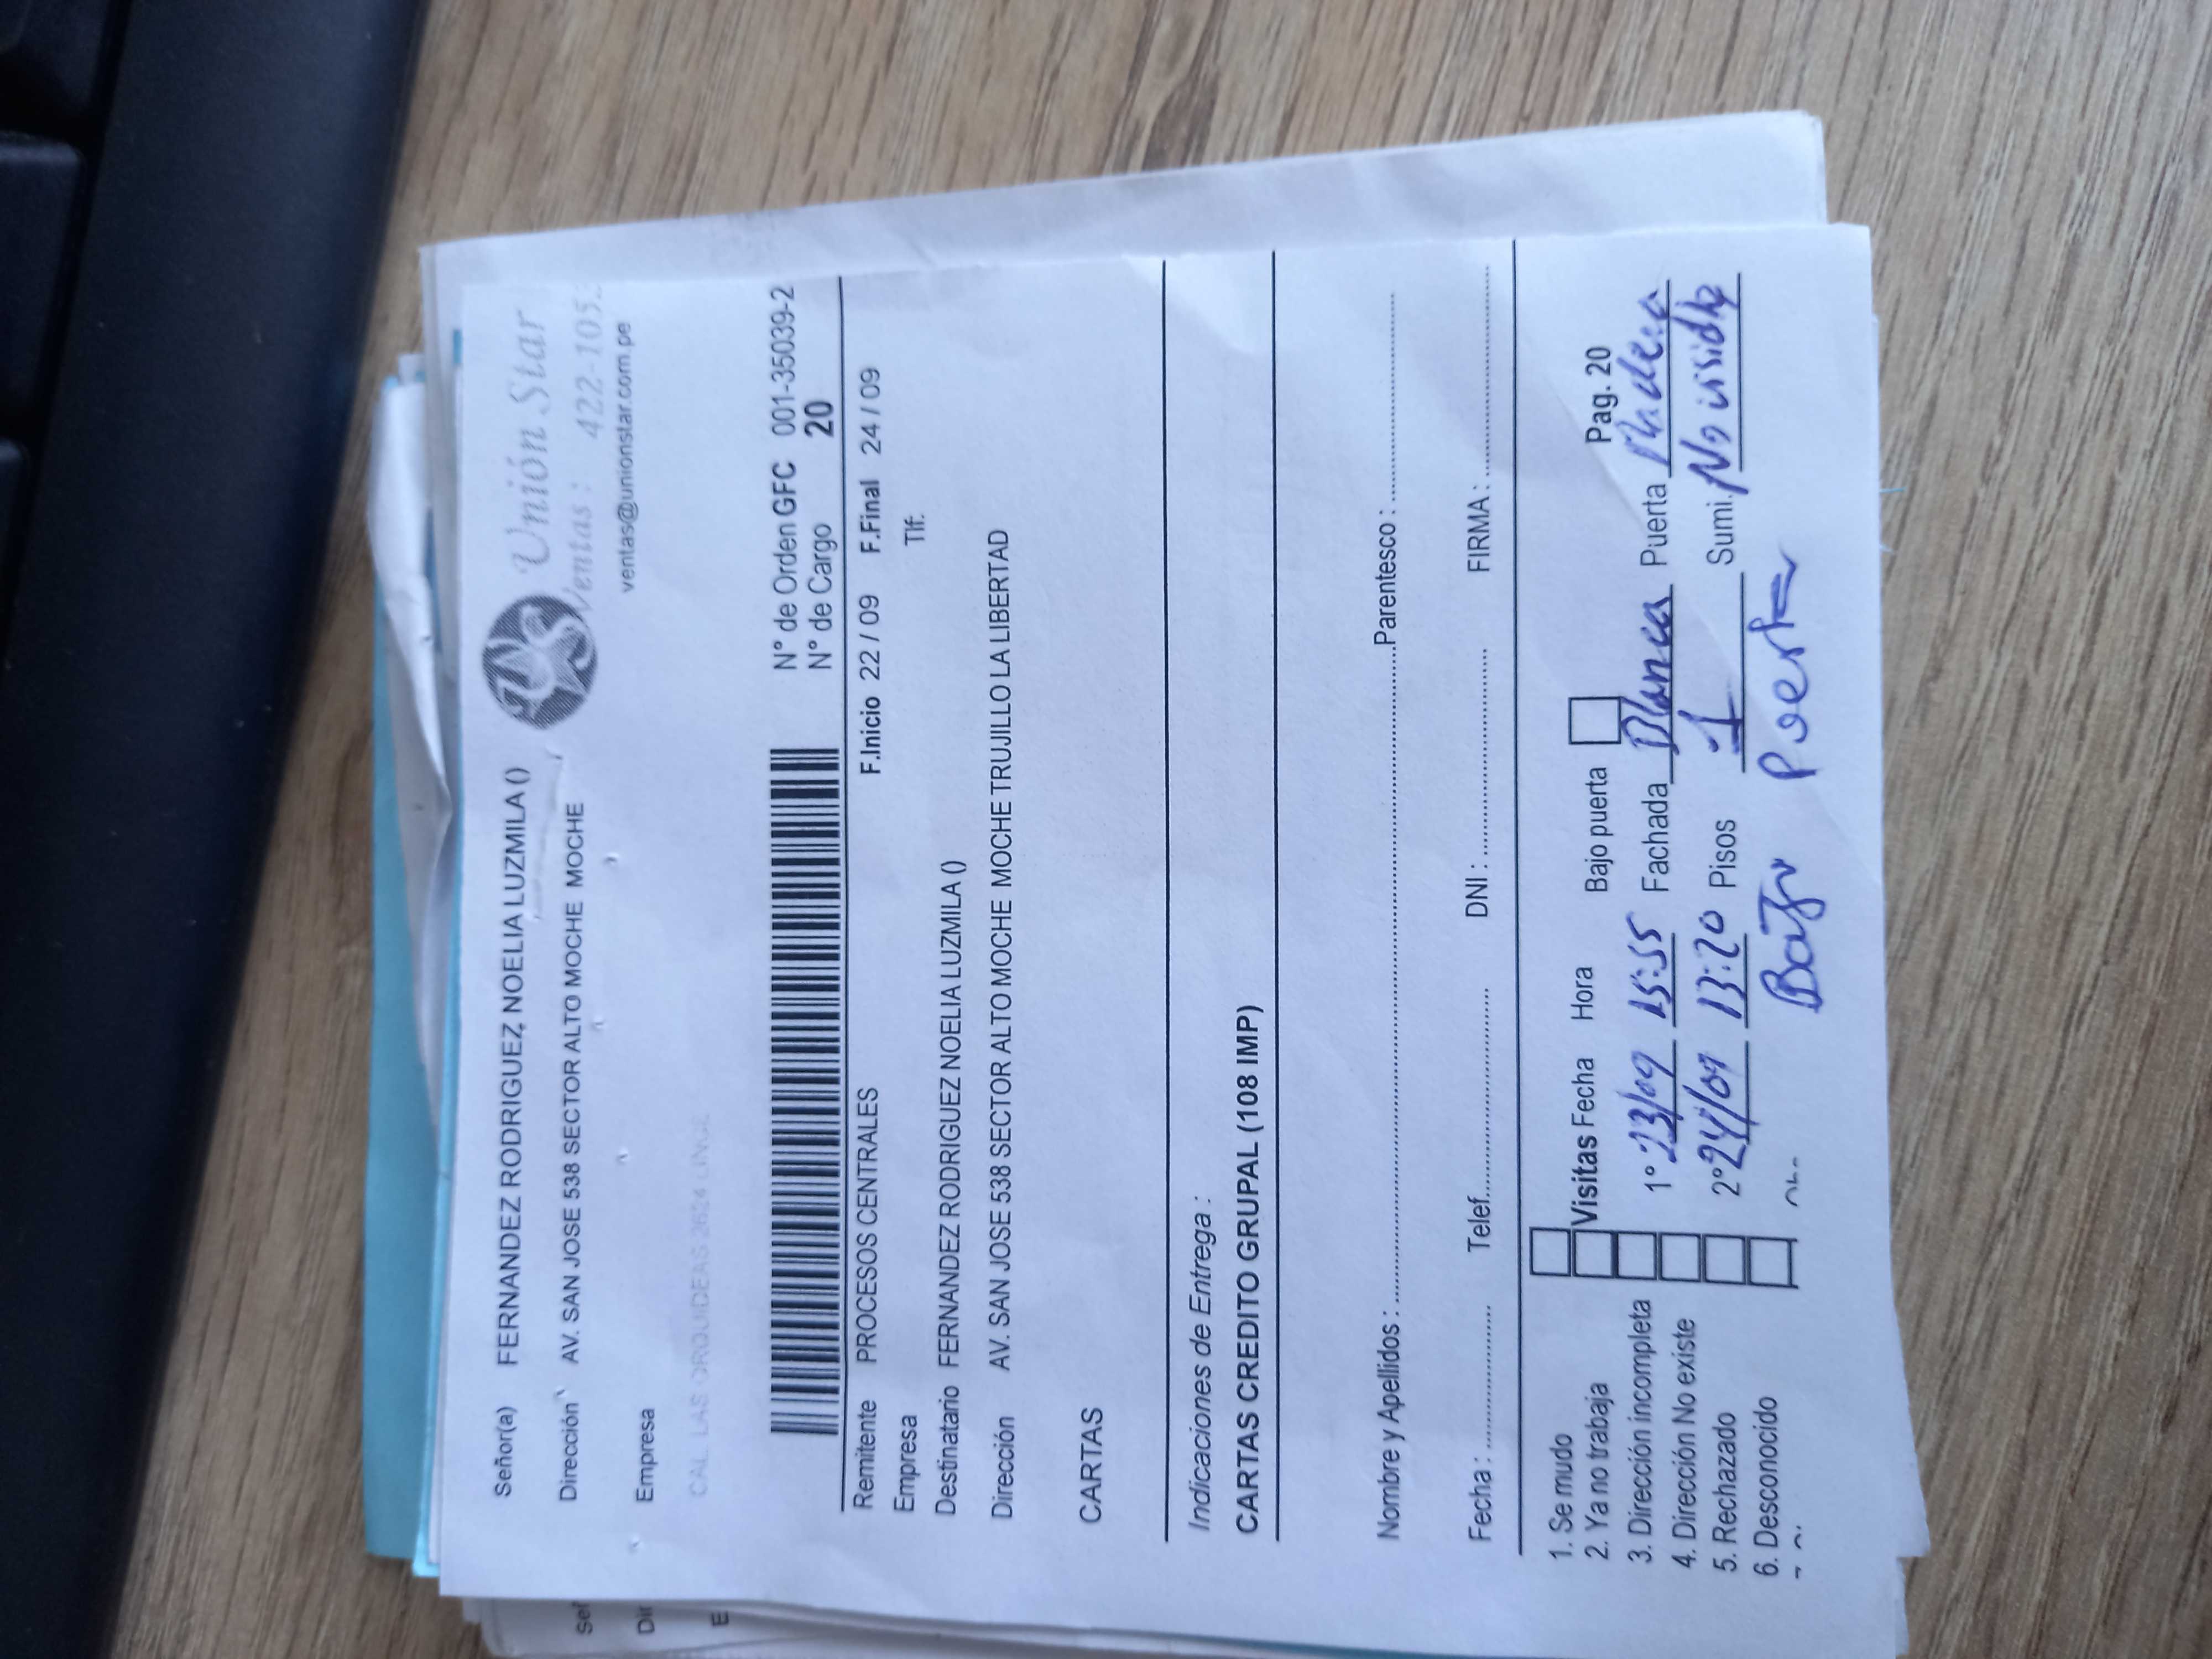 Señor(a) FERNANDEZ RODRIGUEZ NOELIA LUZMILA ()
Unión Star
Dirección AV. SAN JOSE 538 SECTOR ALTO MOCHE MOCHE
Ventas : 422-105
Empresa
ventas@unionstar.com.pe
CAL LAS ORQUIDEAS 2624 LINCE
N° de Orden GFC 001-35039-2
N° de Cargo 20
Remitente PROCESOS CENTRALES F.Inicio 22 / 09 F.Final 24 / 09
Empresa Tlf.
Destinatario FERNANDEZ RODRIGUEZ NOELIA LUZMILA ()
Dirección AV. SAN JOSE 538 SECTOR ALTO MOCHE MOCHE TRUJILLO LA LIBERTAD
CARTAS
Indicaciones de Entrega :
CARTAS CREDITO GRUPAL (108 IMP)
Nombre y Apellidos : Parentesco :
Fecha : Telef. DNI : FIRMA :
1. Se mudo
2. Ya no trabaja Visitas Fecha Hora Bajo puerta Pag. 20
3. Dirección incompleta 1° 23/09 15:55 Fachada Blanca Puerta Madera
4. Dirección No existe
5. Rechazado 2° 24/09 13:20 Pisos 1 Sumi. No visible
6. Desconocido Bajo Puerta